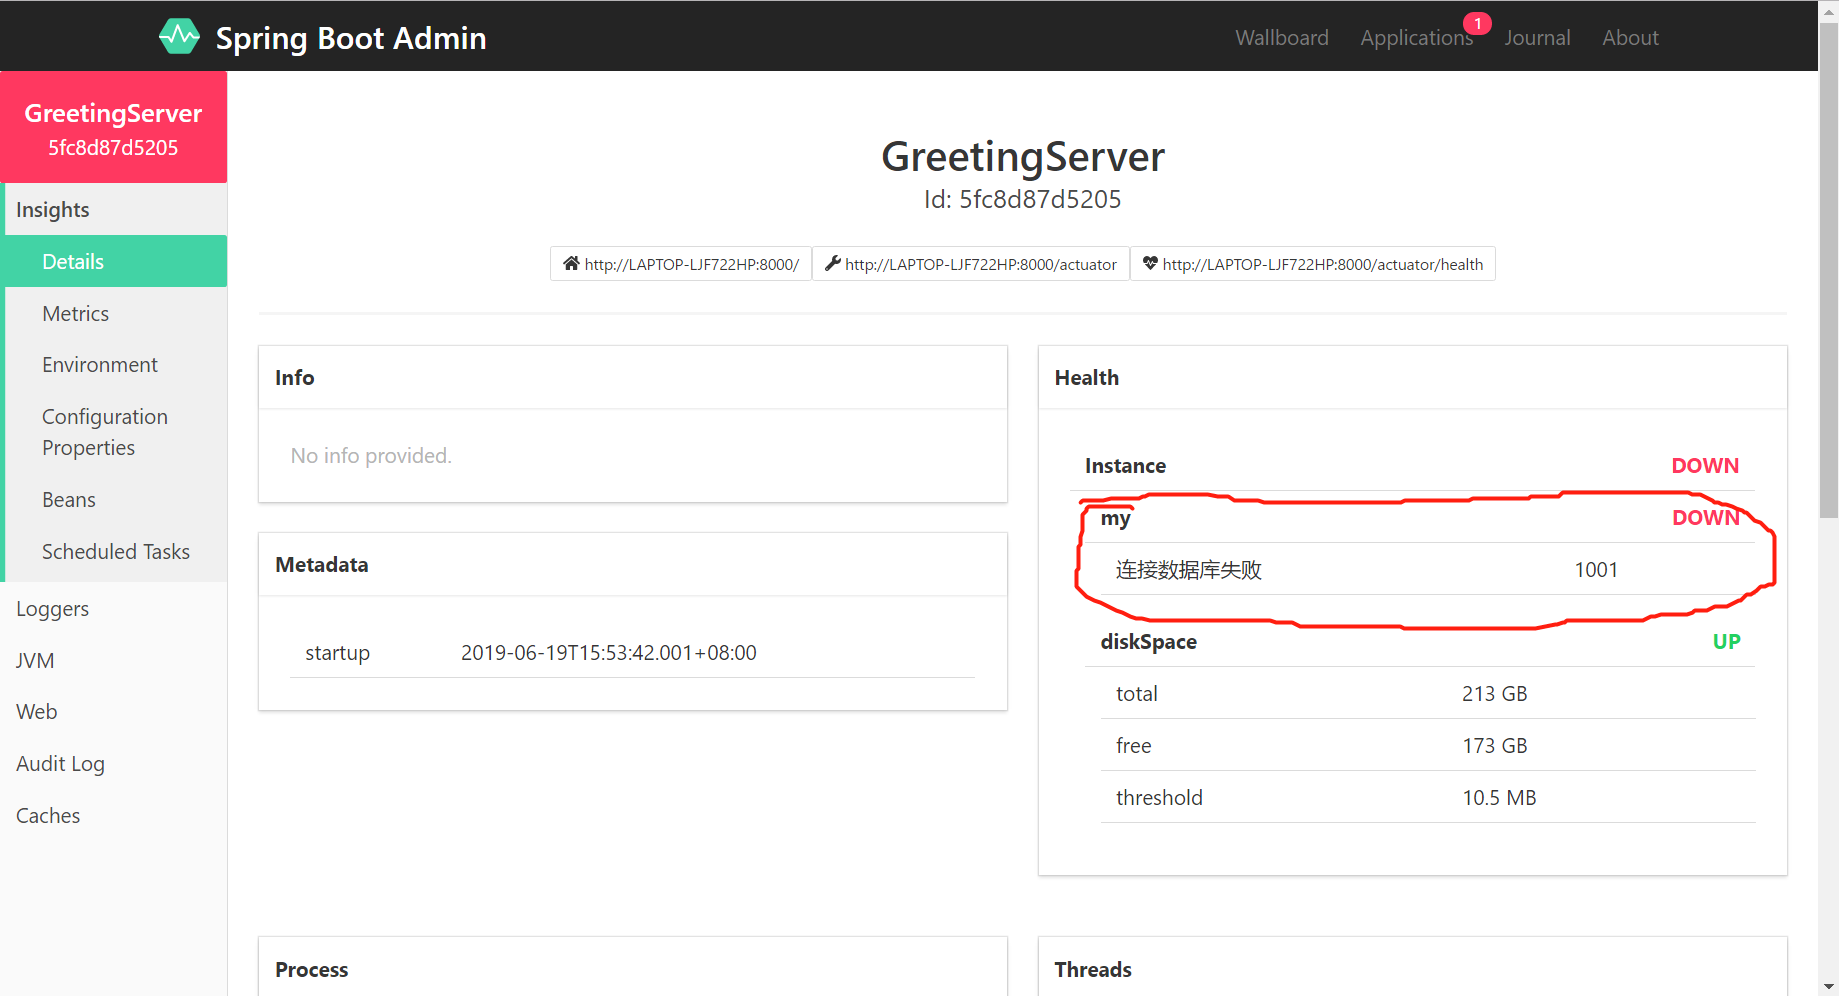 Spring Boot Admin
Wallboard Applications 1 Journal About
GreetingServer
5fc8d87d5205
Insights
Details
Metrics
Environment
Configuration
Properties
Beans
Scheduled Tasks
Loggers
JVM
Web
Audit Log
Caches
GreetingServer
Id: 5fc8d87d5205
http://LAPTOP-LJF722HP:8000/ http://LAPTOP-LJF722HP:8000/actuator http://LAPTOP-LJF722HP:8000/actuator/health
Info
No info provided.
Metadata
startup 2019-06-19T15:53:42.001+08:00
Health
Instance DOWN
my DOWN
连接数据库失败 1001
diskSpace UP
total 213 GB
free 173 GB
threshold 10.5 MB
Process
Threads